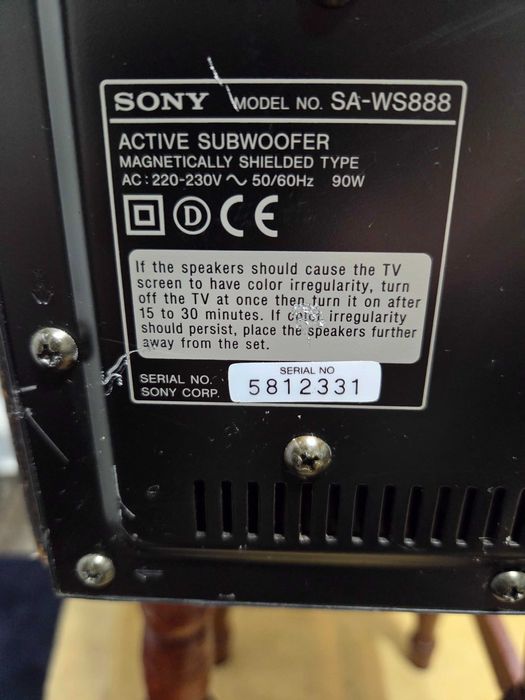 SONY MODEL NO. SA-WS888
ACTIVE SUBWOOFER
MAGNETICALLY SHIELDED TYPE
AC : 220-230V ~ 50/60Hz 90W
D CE
If the speakers should cause the TV
screen to have color irregularity, turn
off the TV at once then turn it on after
15 to 30 minutes. If color irregularity
should persist, place the speakers further
away from the set.
SERIAL NO.
SONY CORP.
SERIAL NO
5812331